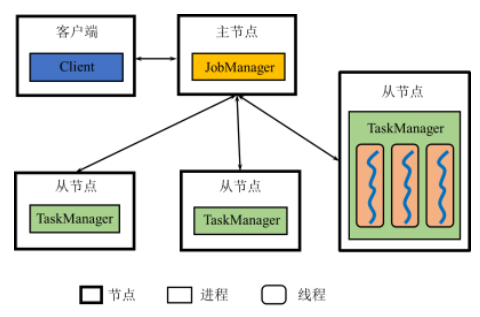 客户端
Client
主节点
JobManager
从节点
TaskManager
从节点
TaskManager
从节点
TaskManager
节点
进程
线程